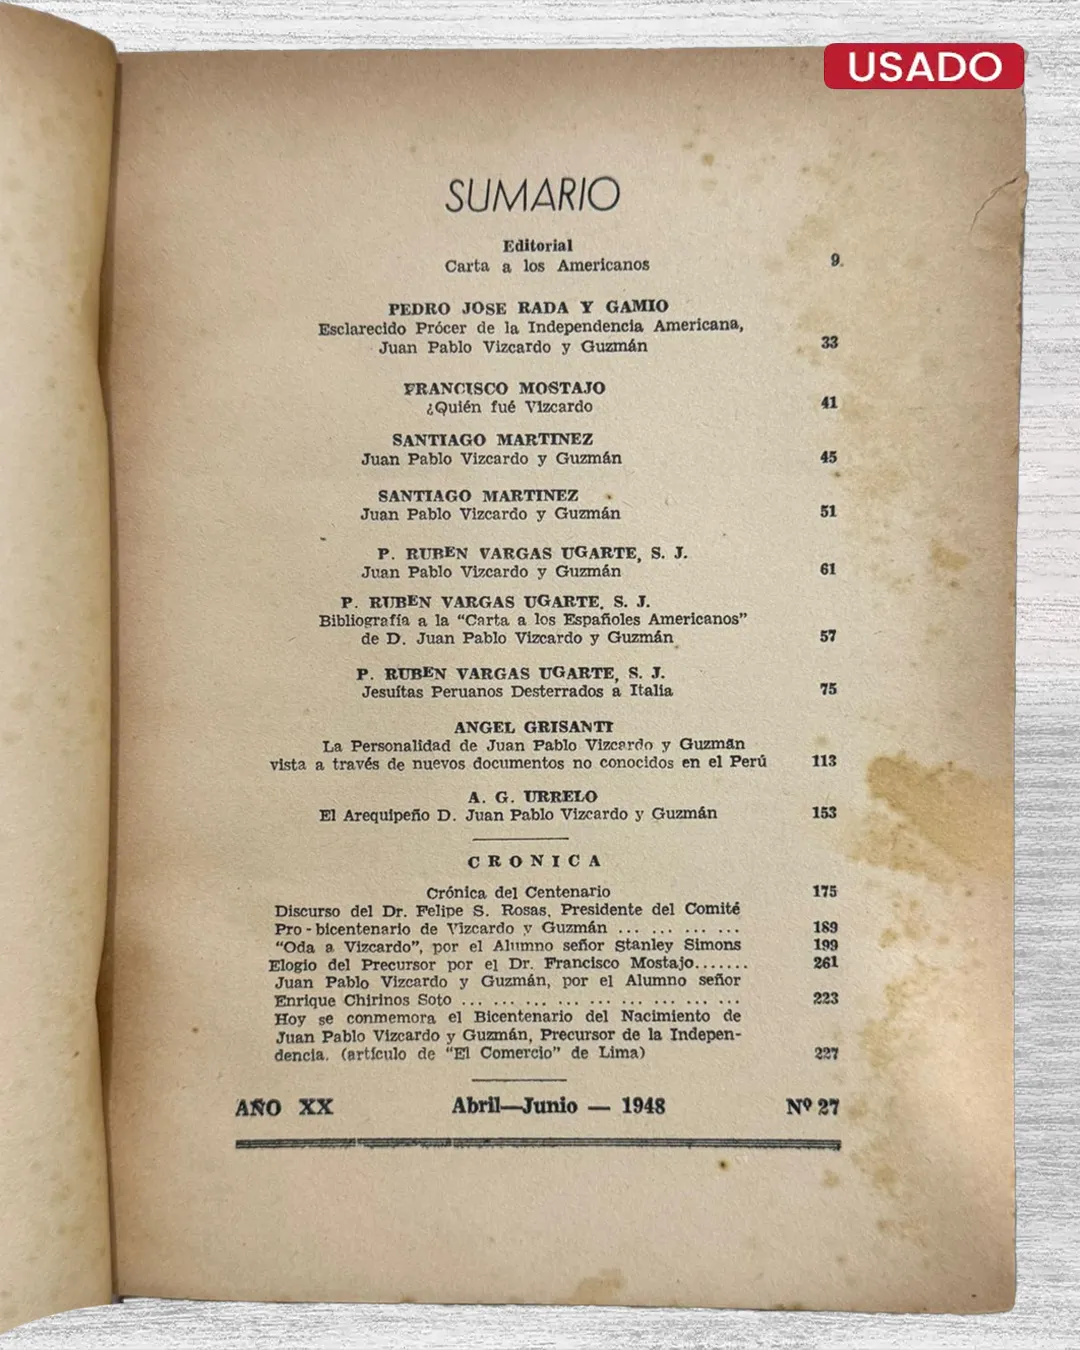 USADO
SUMARIO
Editorial
Carta a los Americanos 9
PEDRO JOSE RADA Y GAMIO
Esclarecido Prócer de la Independencia Americana,
Juan Pablo Vizcardo y Guzmán 33
FRANCISCO MOSTAJO
¿Quién fué Vizcardo 41
SANTIAGO MARTINEZ
Juan Pablo Vizcardo y Guzmán 45
SANTIAGO MARTINEZ
Juan Pablo Vizcardo y Guzmán 51
P. RUBEN VARGAS UGARTE, S. J.
Juan Pablo Vizcardo y Guzmán 61
P. RUBEN VARGAS UGARTE, S. J.
Bibliografía a la “Carta a los Españoles Americanos”
de D. Juan Pablo Vizcardo y Guzmán 57
P. RUBEN VARGAS UGARTE, S. J.
Jesuítas Peruanos Desterrados a Italia 75
ANGEL GRISANTI
La Personalidad de Juan Pablo Vizcardo y Guzmán
vista a través de nuevos documentos no conocidos en el Perú 113
A. G. URRELO
El Arequipeño D. Juan Pablo Vizcardo y Guzmán 153
CRONICA
Crónica del Centenario 175
Discurso del Dr. Felipe S. Rosas, Presidente del Comité
Pro - bicentenario de Vizcardo y Guzmán ... ... ... ... 189
“Oda a Vizcardo”, por el Alumno señor Stanley Simons 199
Elogio del Precursor por el Dr. Francisco Mostajo....... 261
Juan Pablo Vizcardo y Guzmán, por el Alumno señor
Enrique Chirinos Soto ... ... ... ... ... ... ... ... ... 223
Hoy se conmemora el Bicentenario del Nacimiento de
Juan Pablo Vizcardo y Guzmán, Precursor de la Indepen-
dencia. (artículo de “El Comercio” de Lima) 227
AÑO XX Abril—Junio — 1948 Nº 27